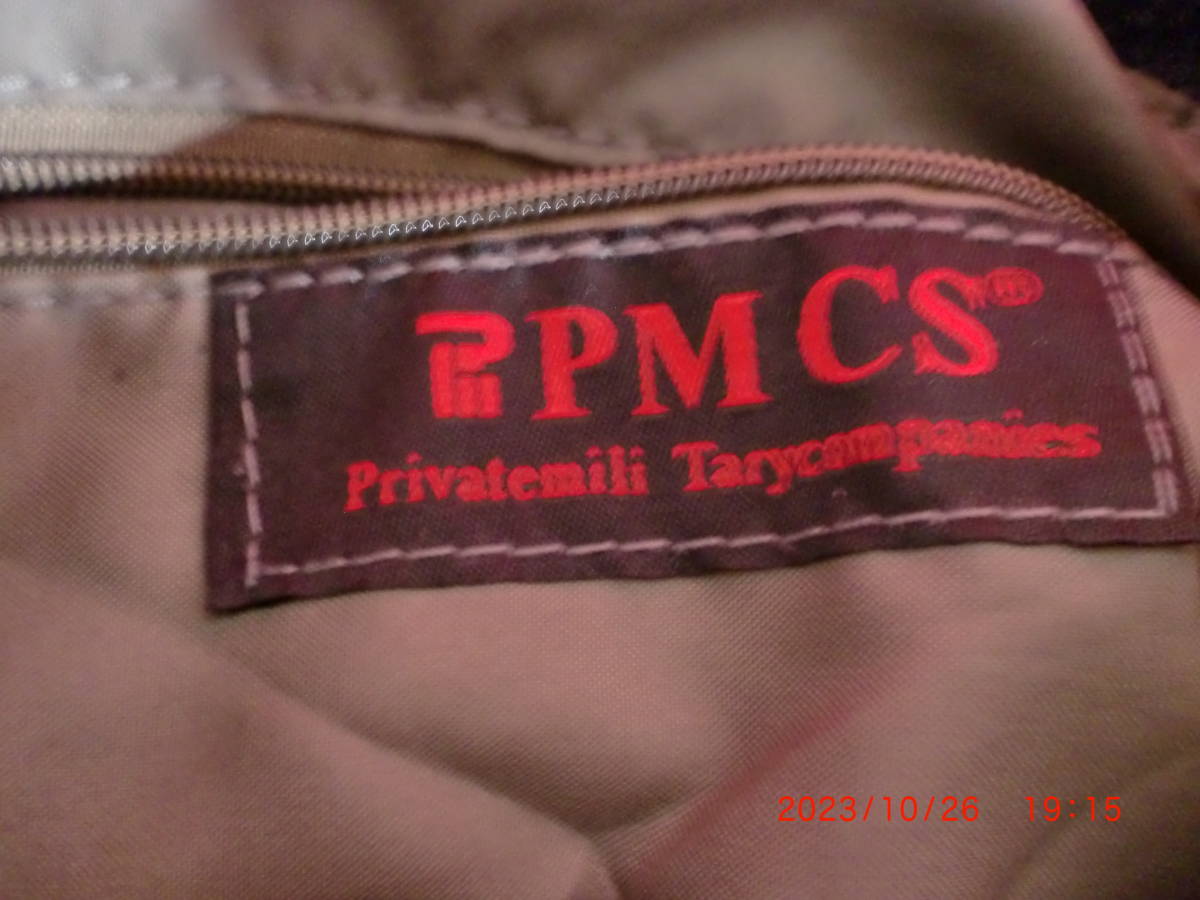 PMCS®
Privatemili Tarycompanies
2023/10/26 19:15